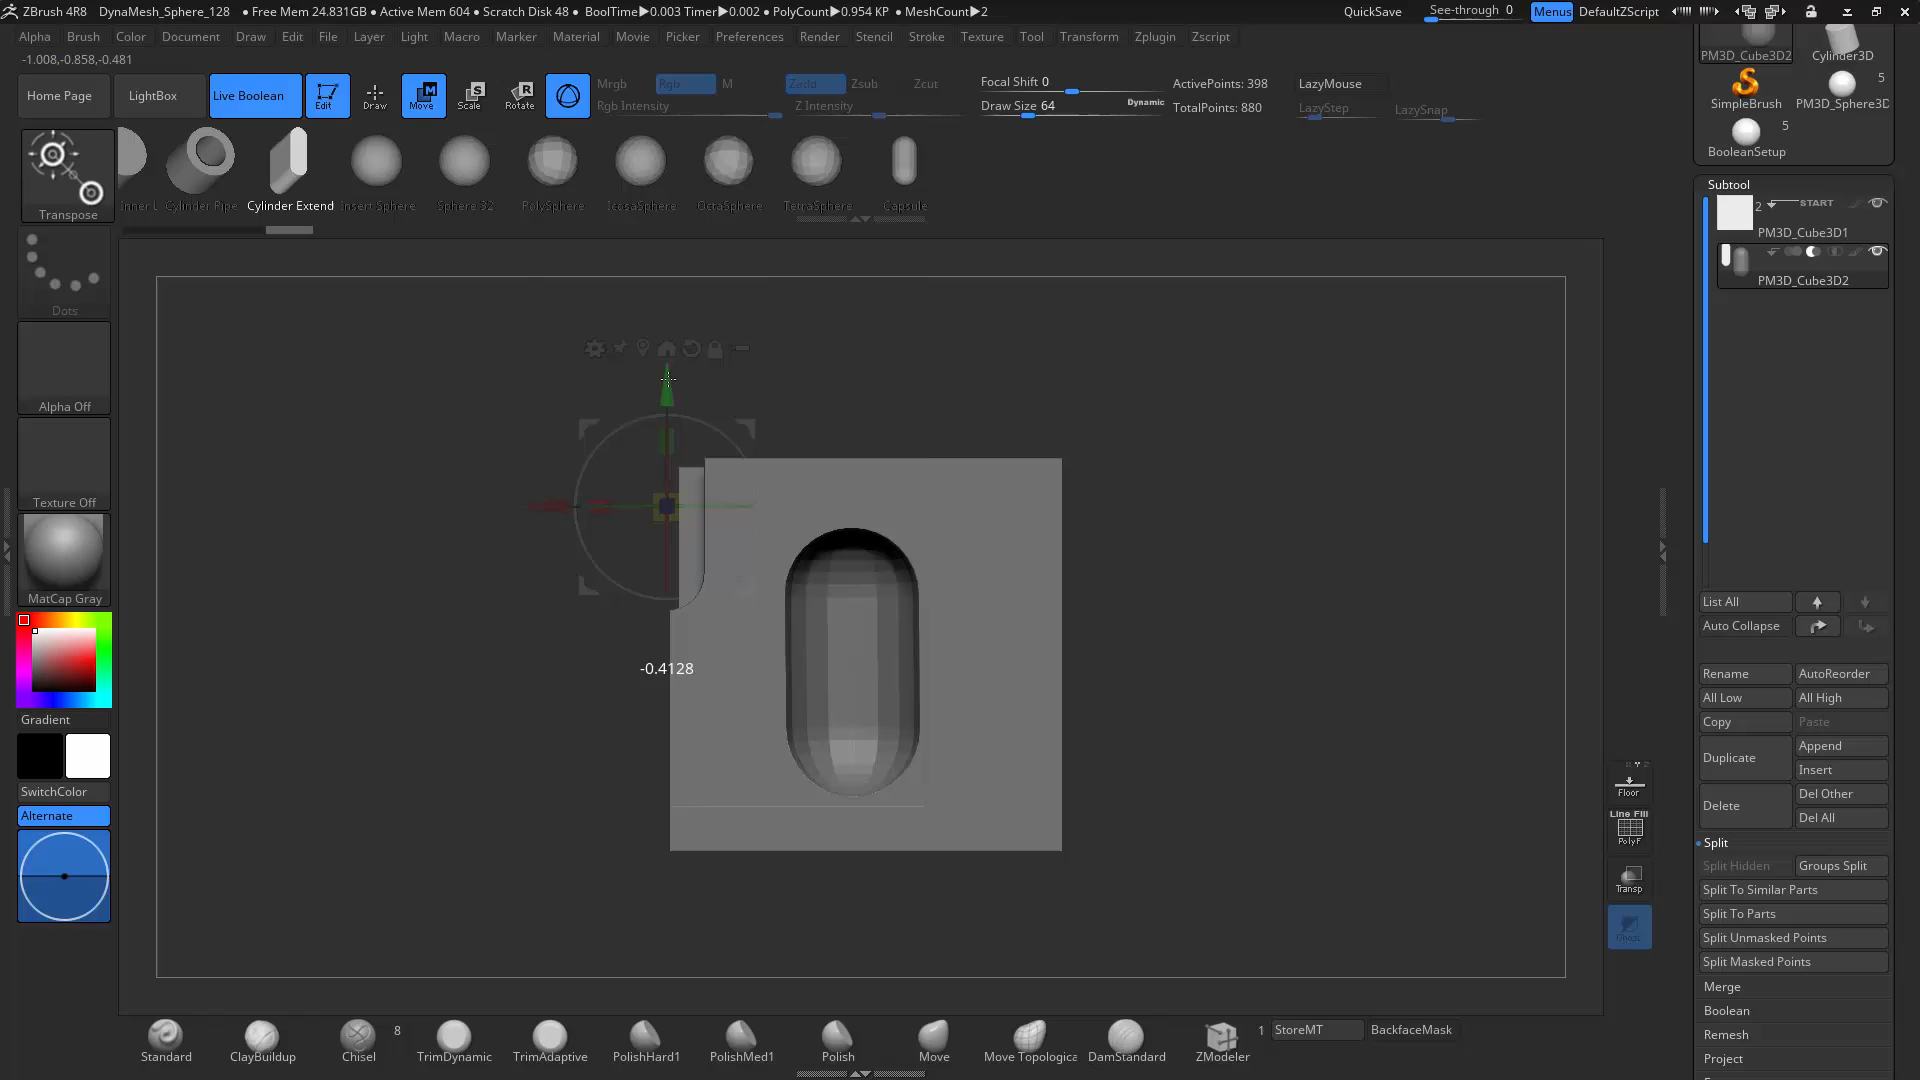 ZBrush 4R8 DynaMesh_Sphere_128 • Free Mem 24.831GB • Active Mem 604 • Scratch Disk 48 • BoolTime▶0.003 Timer▶0.002 • PolyCount▶0.954 KP • MeshCount▶2 QuickSave See-through 0 Menus DefaultZScript
Alpha Brush Color Document Draw Edit File Layer Light Macro Marker Material Movie Picker Preferences Render Stencil Stroke Texture Tool Transform Zplugin Zscript
-1.008,-0.858,-0.481
Home Page LightBox Live Boolean Edit Draw Move Scale Rotate
Mrgb Rgb M Zadd Zsub Zcut
Rgb Intensity Z Intensity
Focal Shift 0
Draw Size 64 Dynamic
ActivePoints: 398
TotalPoints: 880
LazyMouse
LazyStep LazySnap
PM3D_Cube3D2 Cylinder3D
SimpleBrush PM3D_Sphere3D 5
BooleanSetup 5
Transpose
Inner L Cylinder Pipe Cylinder Extend Insert Sphere Sphere 32 PolySphere IcosaSphere OctaSphere TetraSphere Capsule
Dots
Alpha Off
Texture Off
MatCap Gray
Gradient
SwitchColor
Alternate
-0.4128
Floor
Line Fill
PolyF
Transp
Subtool
2 START
PM3D_Cube3D1
PM3D_Cube3D2
List All
Auto Collapse
Rename AutoReorder
All Low All High
Copy Paste
Duplicate Append
Insert
Delete Del Other
Del All
Split
Split Hidden Groups Split
Split To Similar Parts
Split To Parts
Split Unmasked Points
Split Masked Points
Merge
Boolean
Remesh
Project
Standard ClayBuildup Chisel 8 TrimDynamic TrimAdaptive PolishHard1 PolishMed1 Polish Move Move Topologica DamStandard ZModeler 1 StoreMT BackfaceMask